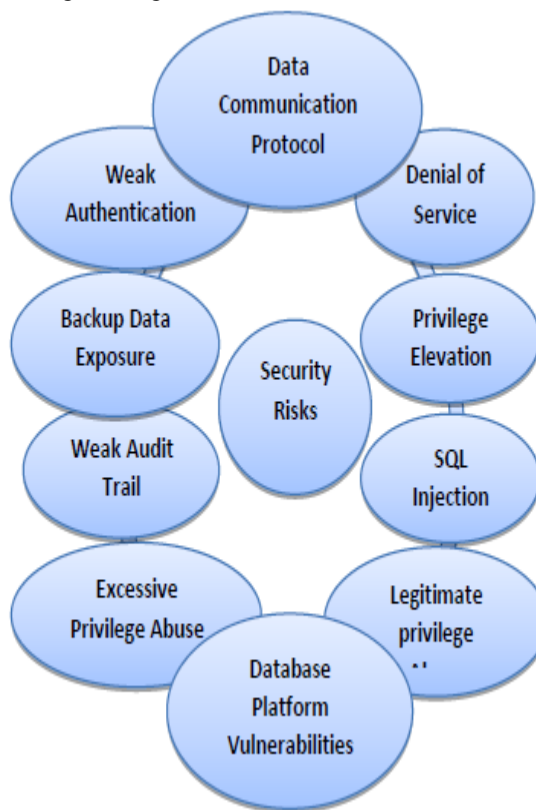 Data
Communication
Protocol
Weak
Authentication
Denial of
Service
Backup Data
Exposure
Privilege
Elevation
Security
Risks
Weak Audit
Trail
SQL
Injection
Excessive
Privilege Abuse
Legitimate
privilege
Database
Platform
Vulnerabilities